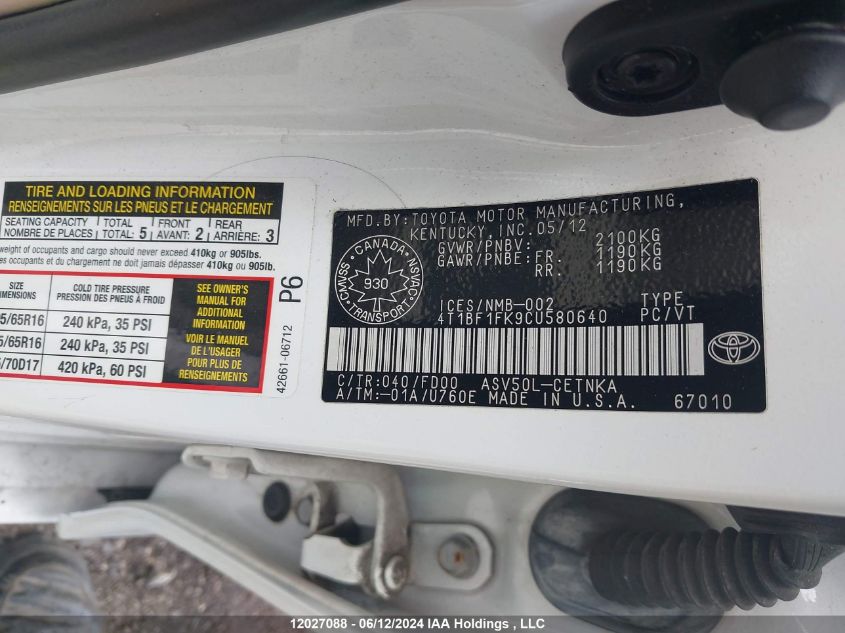 TIRE AND LOADING INFORMATION
RENSEIGNEMENTS SUR LES PNEUS ET LE CHARGEMENT
SEATING CAPACITY TOTAL FRONT REAR
NOMBRE DE PLACES TOTAL: 5 AVANT: 2 ARRIÈRE: 3
weight of occupants and cargo should never exceed 410kg or 905lbs.
occupants et du chargement ne doit jamais dépasser 410kg ou 905lb.
COLD TIRE PRESSURE
PRESSION DES PNEUS À FROID
5/65R16 240 kPa, 35 PSI
5/65R16 240 kPa, 35 PSI
/70D17 420 kPa, 60 PSI
SEE OWNER'S
MANUAL FOR
ADDITIONAL
INFORMATION
VOIR LE MANUEL
DE L'USAGER
POUR PLUS DE
RENSEIGNEMENTS
P6
42661-06712
MFD.BY:TOYOTA MOTOR MANUFACTURING,
KENTUCKY, INC.05/12
GVWR/PNBV: 2100KG
GAWR/PNBE:FR: 1190KG
RR: 1190KG
CANADA
CMVSS NSVAC
930
TRANSPORT
ICES/NMB-002 TYPE
4T1BF1FK9CU580640 PC/VT
C/TR:040/FD00 ASV50L-CETNKA
A/TM:-01A/U760E MADE IN U.S.A. 67010
12027088 - 06/12/2024 IAA Holdings , LLC